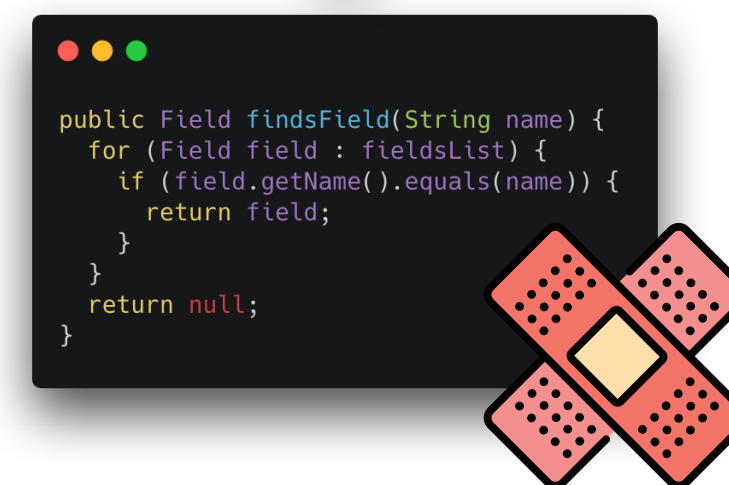 public Field findsField(String name) {
  for (Field field : fieldsList) {
    if (field.getName().equals(name)) {
      return field;
    }
  }
  return null;
}